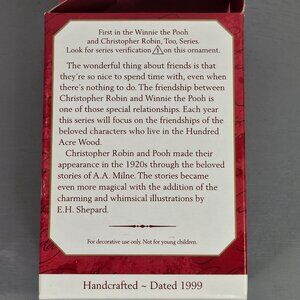 First in the Winnie the Pooh
and Christopher Robin, Too, Series.
Look for series verification 1 on this ornament.
The wonderful thing about friends is that
they're so nice to spend time with, even when
there's nothing to do. The friendship between
Christopher Robin and Winnie the Pooh is
one of those special relationships. Each year
this series will focus on the friendships of the
beloved characters who live in the Hundred
Acre Wood.
Christopher Robin and Pooh made their
appearance in the 1920s through the beloved
stories of A.A. Milne. The stories became
even more magical with the addition of the
charming and whimsical illustrations by
E.H. Shepard.
For decorative use only. Not for young children.
Handcrafted ~ Dated 1999